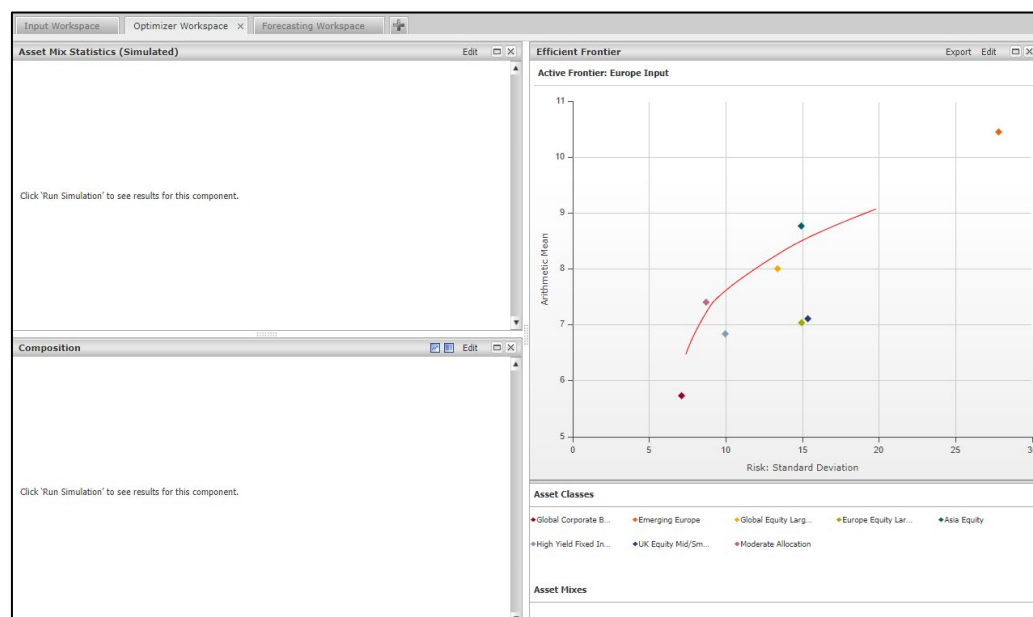 Input Workspace
Optimizer Workspace ×
Forecasting Workspace
Asset Mix Statistics (Simulated)
Edit
Click 'Run Simulation' to see results for this component.
Composition
Edit
Click 'Run Simulation' to see results for this component.
Efficient Frontier
Export Edit
Active Frontier: Europe Input
Arithmetic Mean
11
10
9
8
7
6
5
0 5 10 15 20 25 30
Risk: Standard Deviation
Asset Classes
Global Corporate B... Emerging Europe Global Equity Larg... Europe Equity Lar... Asia Equity
High Yield Fixed In... UK Equity Mid/Sm... Moderate Allocation
Asset Mixes